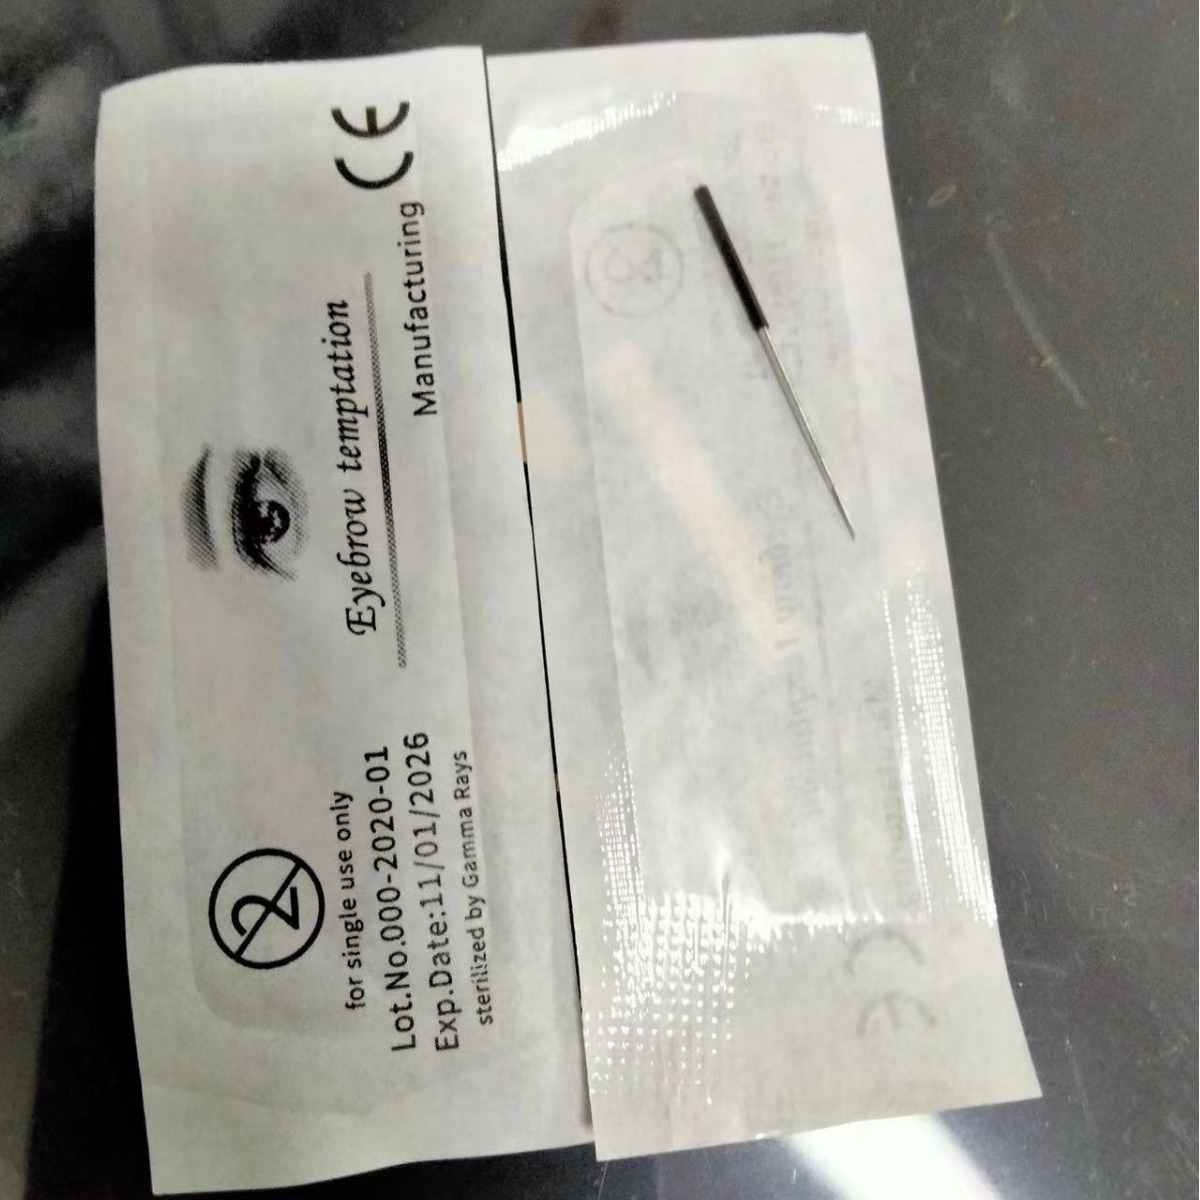 Eyebrow temptation
Manufacturing CE
2
for single use only
Lot.No.000-2020-01
Exp.Date:11/01/2026
sterilized by Gamma Rays